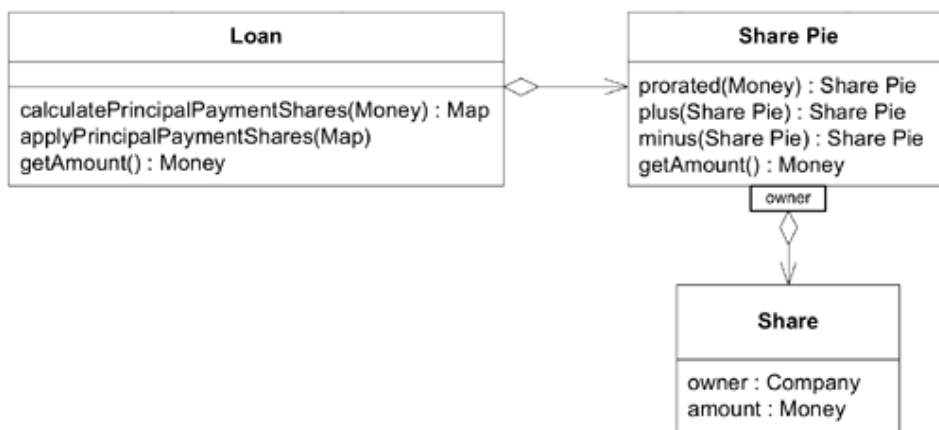 Loan
calculatePrincipalPaymentShares(Money) : Map
applyPrincipalPaymentShares(Map)
getAmount() : Money
Share Pie
prorated(Money) : Share Pie
plus(Share Pie) : Share Pie
minus(Share Pie) : Share Pie
getAmount() : Money
owner
Share
owner : Company
amount : Money